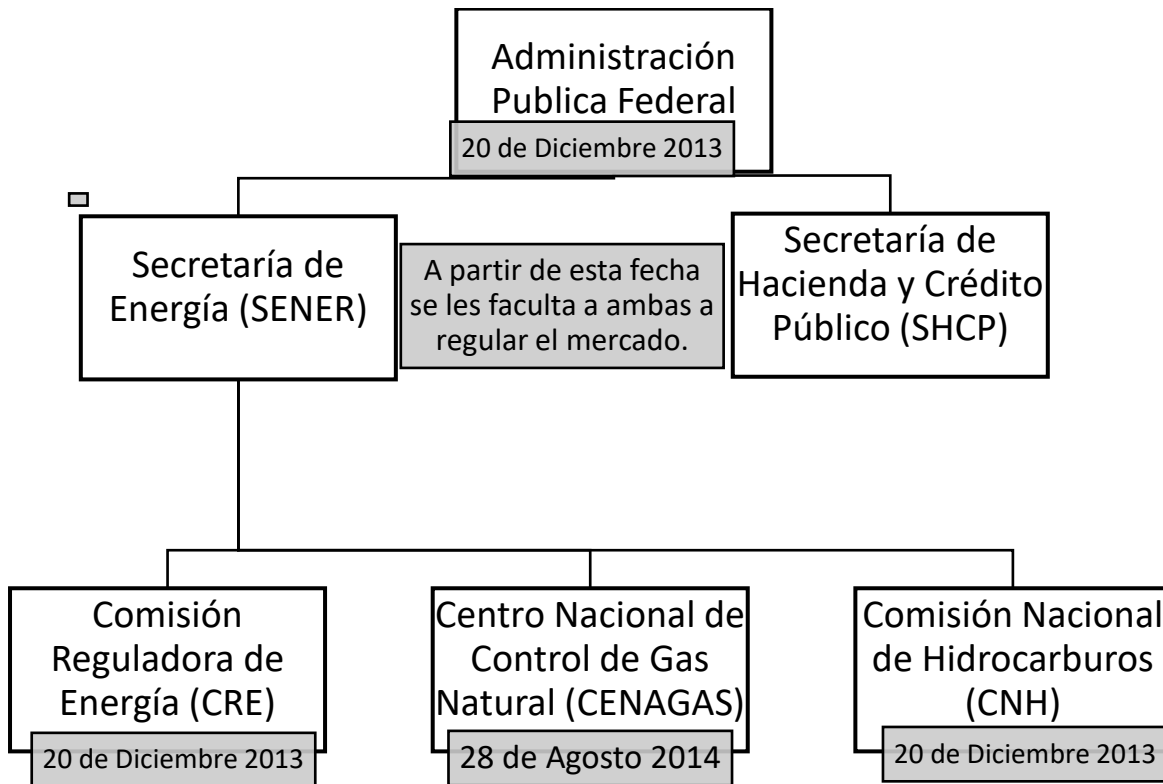 Administración
Publica Federal
20 de Diciembre 2013
Secretaría de
Energía (SENER)
A partir de esta fecha
se les faculta a ambas a
regular el mercado.
Secretaría de
Hacienda y Crédito
Público (SHCP)
Comisión
Reguladora de
Energía (CRE)
20 de Diciembre 2013
Centro Nacional de
Control de Gas
Natural (CENAGAS)
28 de Agosto 2014
Comisión Nacional
de Hidrocarburos
(CNH)
20 de Diciembre 2013